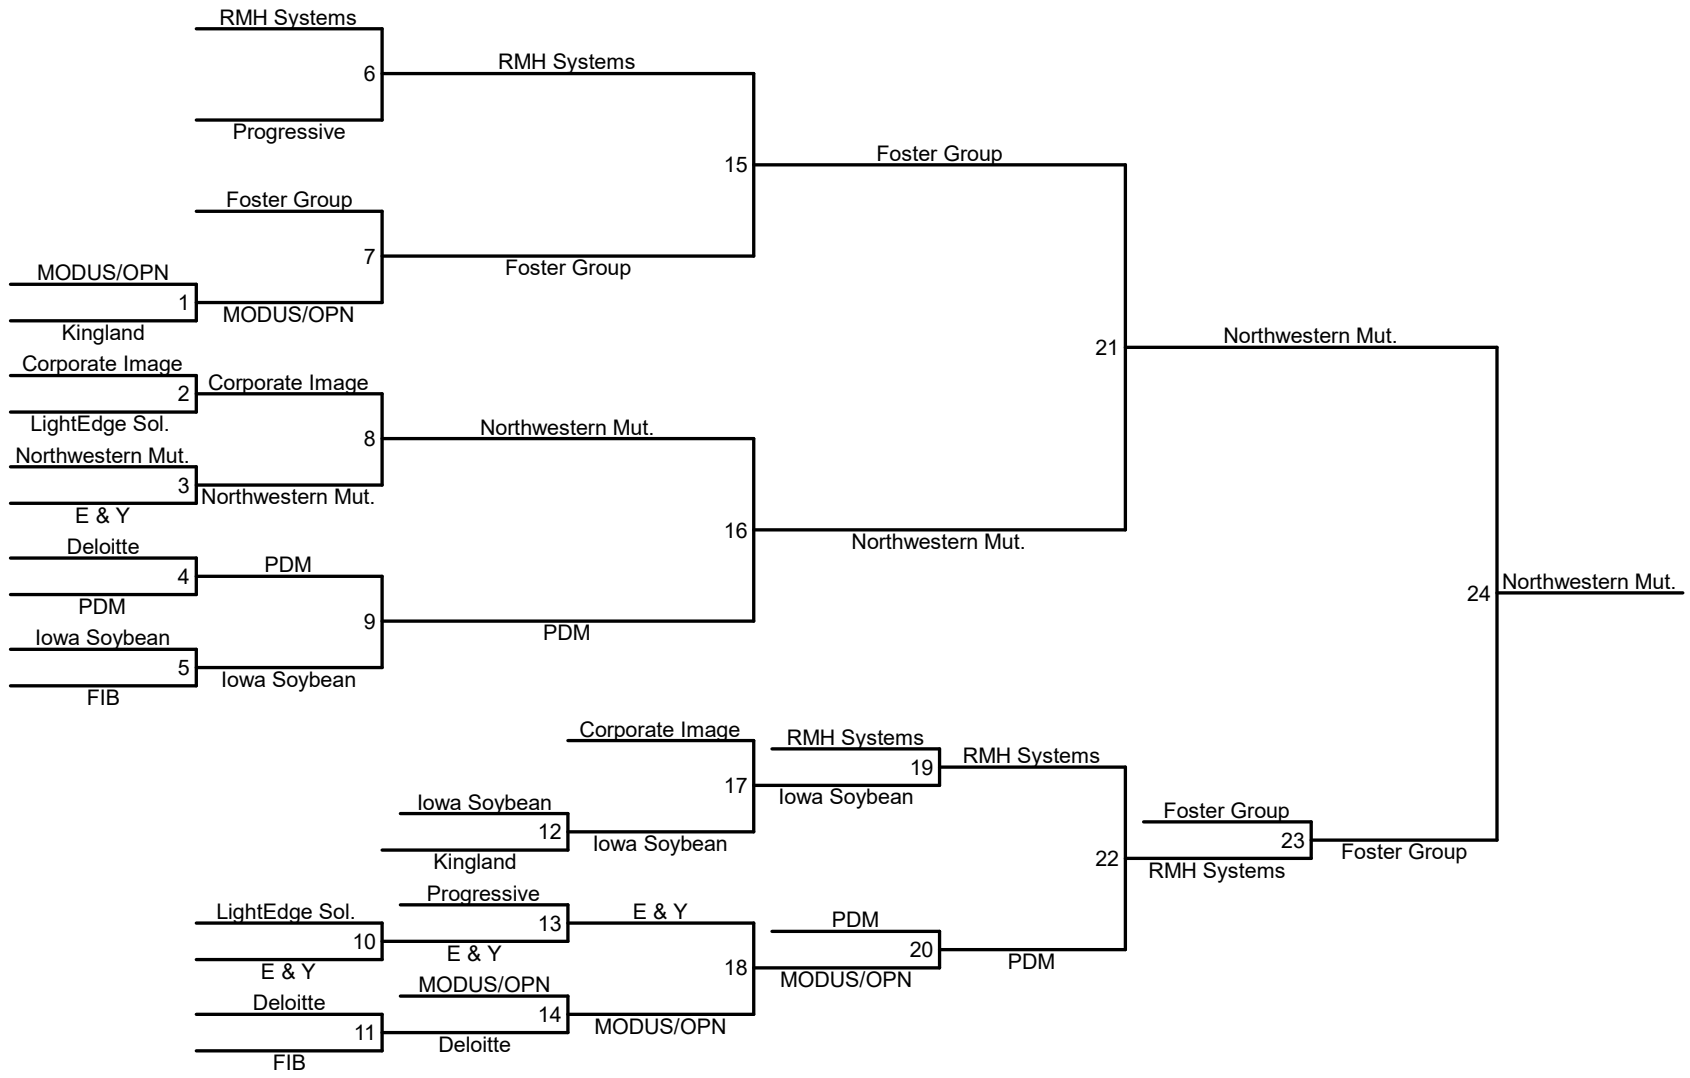 RMH Systems
6
RMH Systems
Progressive
15
Foster Group
Foster Group
7
Foster Group
MODUS/OPN
1
MODUS/OPN
Kingland
21
Northwestern Mut.
Corporate Image
2
Corporate Image
LightEdge Sol.
8
Northwestern Mut.
Northwestern Mut.
3
Northwestern Mut.
E & Y
16
Northwestern Mut.
Deloitte
4
PDM
PDM
9
PDM
Iowa Soybean
5
Iowa Soybean
FIB
24
Northwestern Mut.
Corporate Image
17
RMH Systems
19
RMH Systems
Iowa Soybean
Iowa Soybean
12
Iowa Soybean
Kingland
22
Foster Group
23
Foster Group
RMH Systems
Progressive
13
E & Y
LightEdge Sol.
10
E & Y
E & Y
18
PDM
20
PDM
MODUS/OPN
MODUS/OPN
14
MODUS/OPN
Deloitte
11
Deloitte
FIB